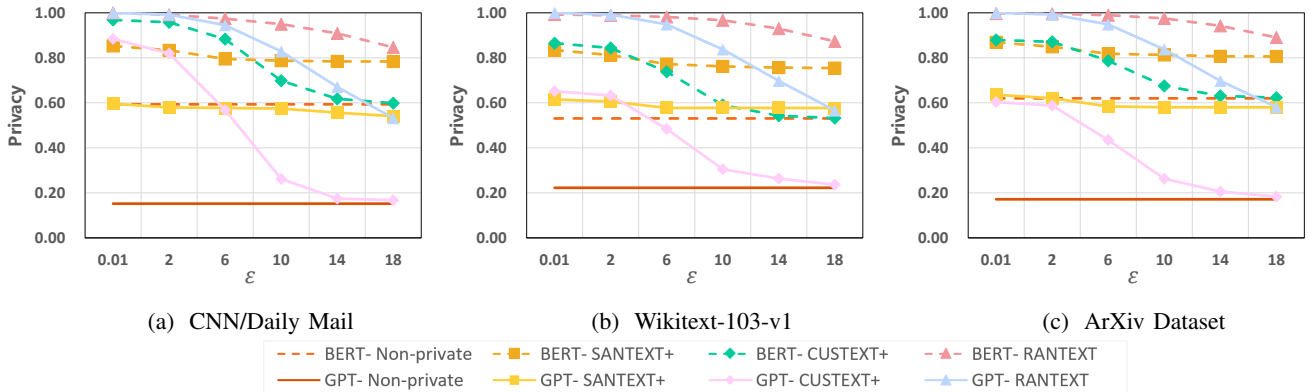 1.00 1.00 1.00
0.80 0.80 0.80
0.60 0.60 0.60
0.40 0.40 0.40
0.20 0.20 0.20
0.00 0.00 0.00
Privacy Privacy Privacy
0.01 2 6 10 14 18 0.01 2 6 10 14 18 0.01 2 6 10 14 18
ε ε ε
(a) CNN/Daily Mail (b) Wikitext-103-v1 (c) ArXiv Dataset
BERT- Non-private BERT- SANTEXT+ BERT- CUSTEXT+ BERT- RANTEXT
GPT- Non-private GPT- SANTEXT+ GPT- CUSTEXT+ GPT- RANTEXT